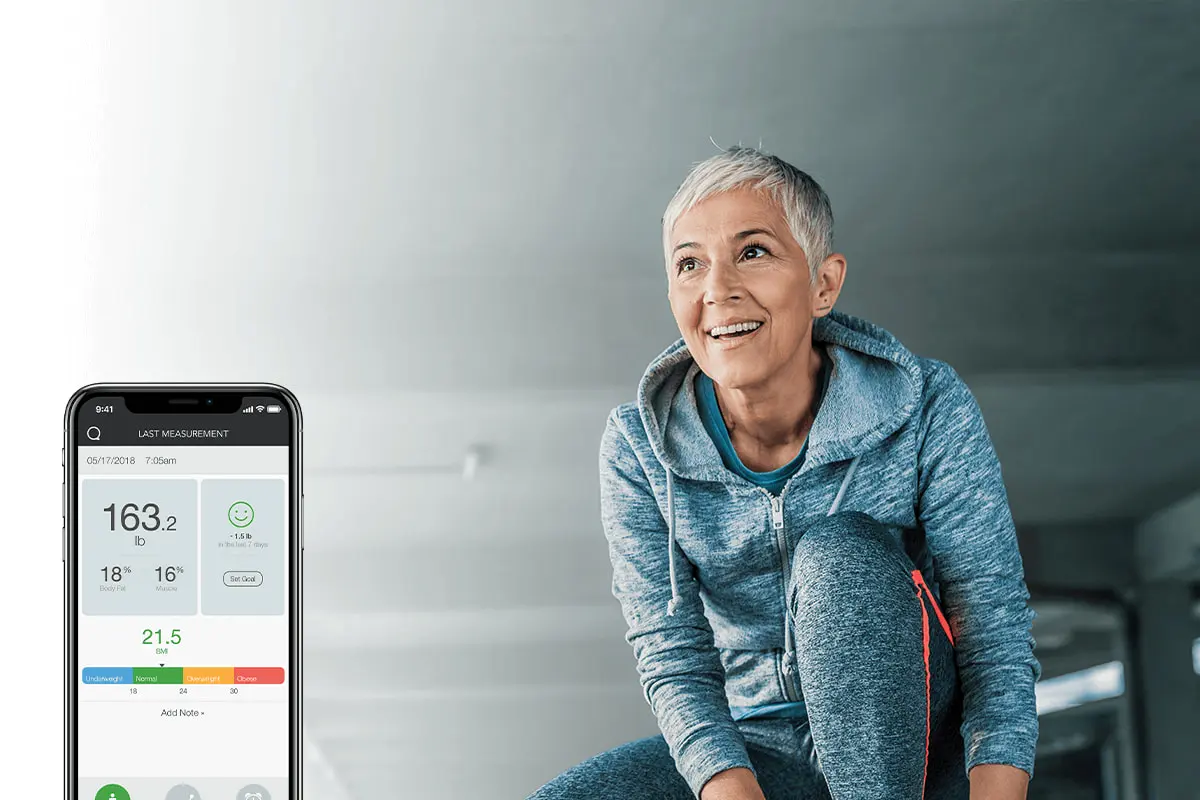 9:41
LAST MEASUREMENT
05/17/2018 7:05am
163.2
lb
18% 16%
Body Fat Muscle
- 1.5 lb
in the last 7 days
Set Goal
21.5
BMI
Underweight Normal Overweight Obese
18 24 30
Add Note